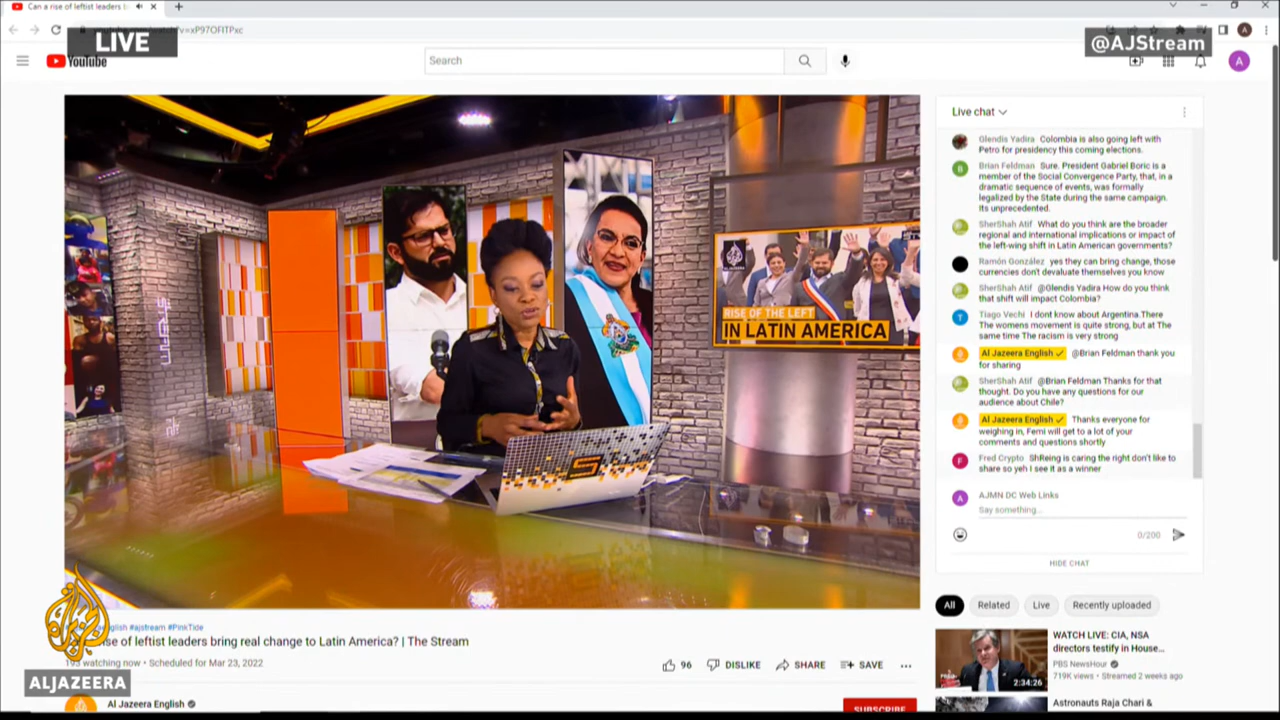 Can a rise of leftist leaders b
LIVE
@AJStream
YouTube
Search
A
A
ALJAZEERA
RISE OF THE LEFT
IN LATIN AMERICA
Live chat
Glendis Yadira Colombia is also going left with
Petro for presidency this coming elections.
B
Brian Feldman Sure. President Gabriel Boric is a
member of the Social Convergence Party, that, in a
dramatic sequence of events, was formally
legalized by the State during the same campaign.
Its unprecedented.
SherShah Atif What do you think are the broader
regional and international implications or impact of
the left-wing shift in Latin American governments?
Ramón González yes they can bring change, those
currencies don't devaluate themselves you know
SherShah Atif @Glendis Yadira How do you think
that shift will impact Colombia?
T
Tiago Vechi I dont know about Argentina.There
The womens movement is quite strong, but at The
same time The racism is very strong
Al Jazeera English ✓ @Brian Feldman thank you
for sharing
SherShah Atif @Brian Feldman Thanks for that
thought. Do you have any questions for our
audience about Chile?
Al Jazeera English ✓ Thanks everyone for
weighing in, Femi will get to a lot of your
comments and questions shortly
F
Fred Crypto ShReing is caring the right don't like to
share so yeh I see it as a winner
A
AJMN DC Web Links
Say something...
0/200
HIDE CHAT
#ajstream #PinkTide
rise of leftist leaders bring real change to Latin America? | The Stream
193 watching now • Scheduled for Mar 23, 2022
96
DISLIKE
SHARE
SAVE
الجزيرة
ALJAZEERA
Al Jazeera English
SUBSCRIBE
All
Related
Live
Recently uploaded
2:34:26
WATCH LIVE: CIA, NSA
directors testify in House...
PBS NewsHour
719K views • Streamed 2 weeks ago
Astronauts Raja Chari &